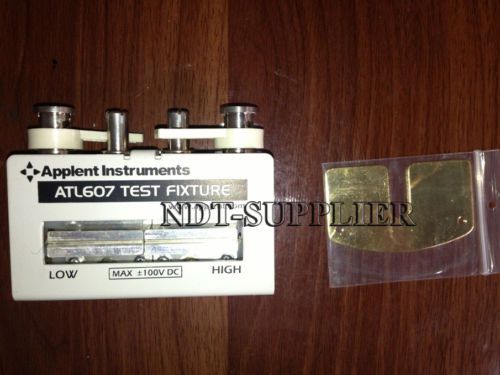 Applent Instruments
ATL607 TEST FIXTURE
NDT-SUPPLIER
LOW
MAX ±100V DC
HIGH